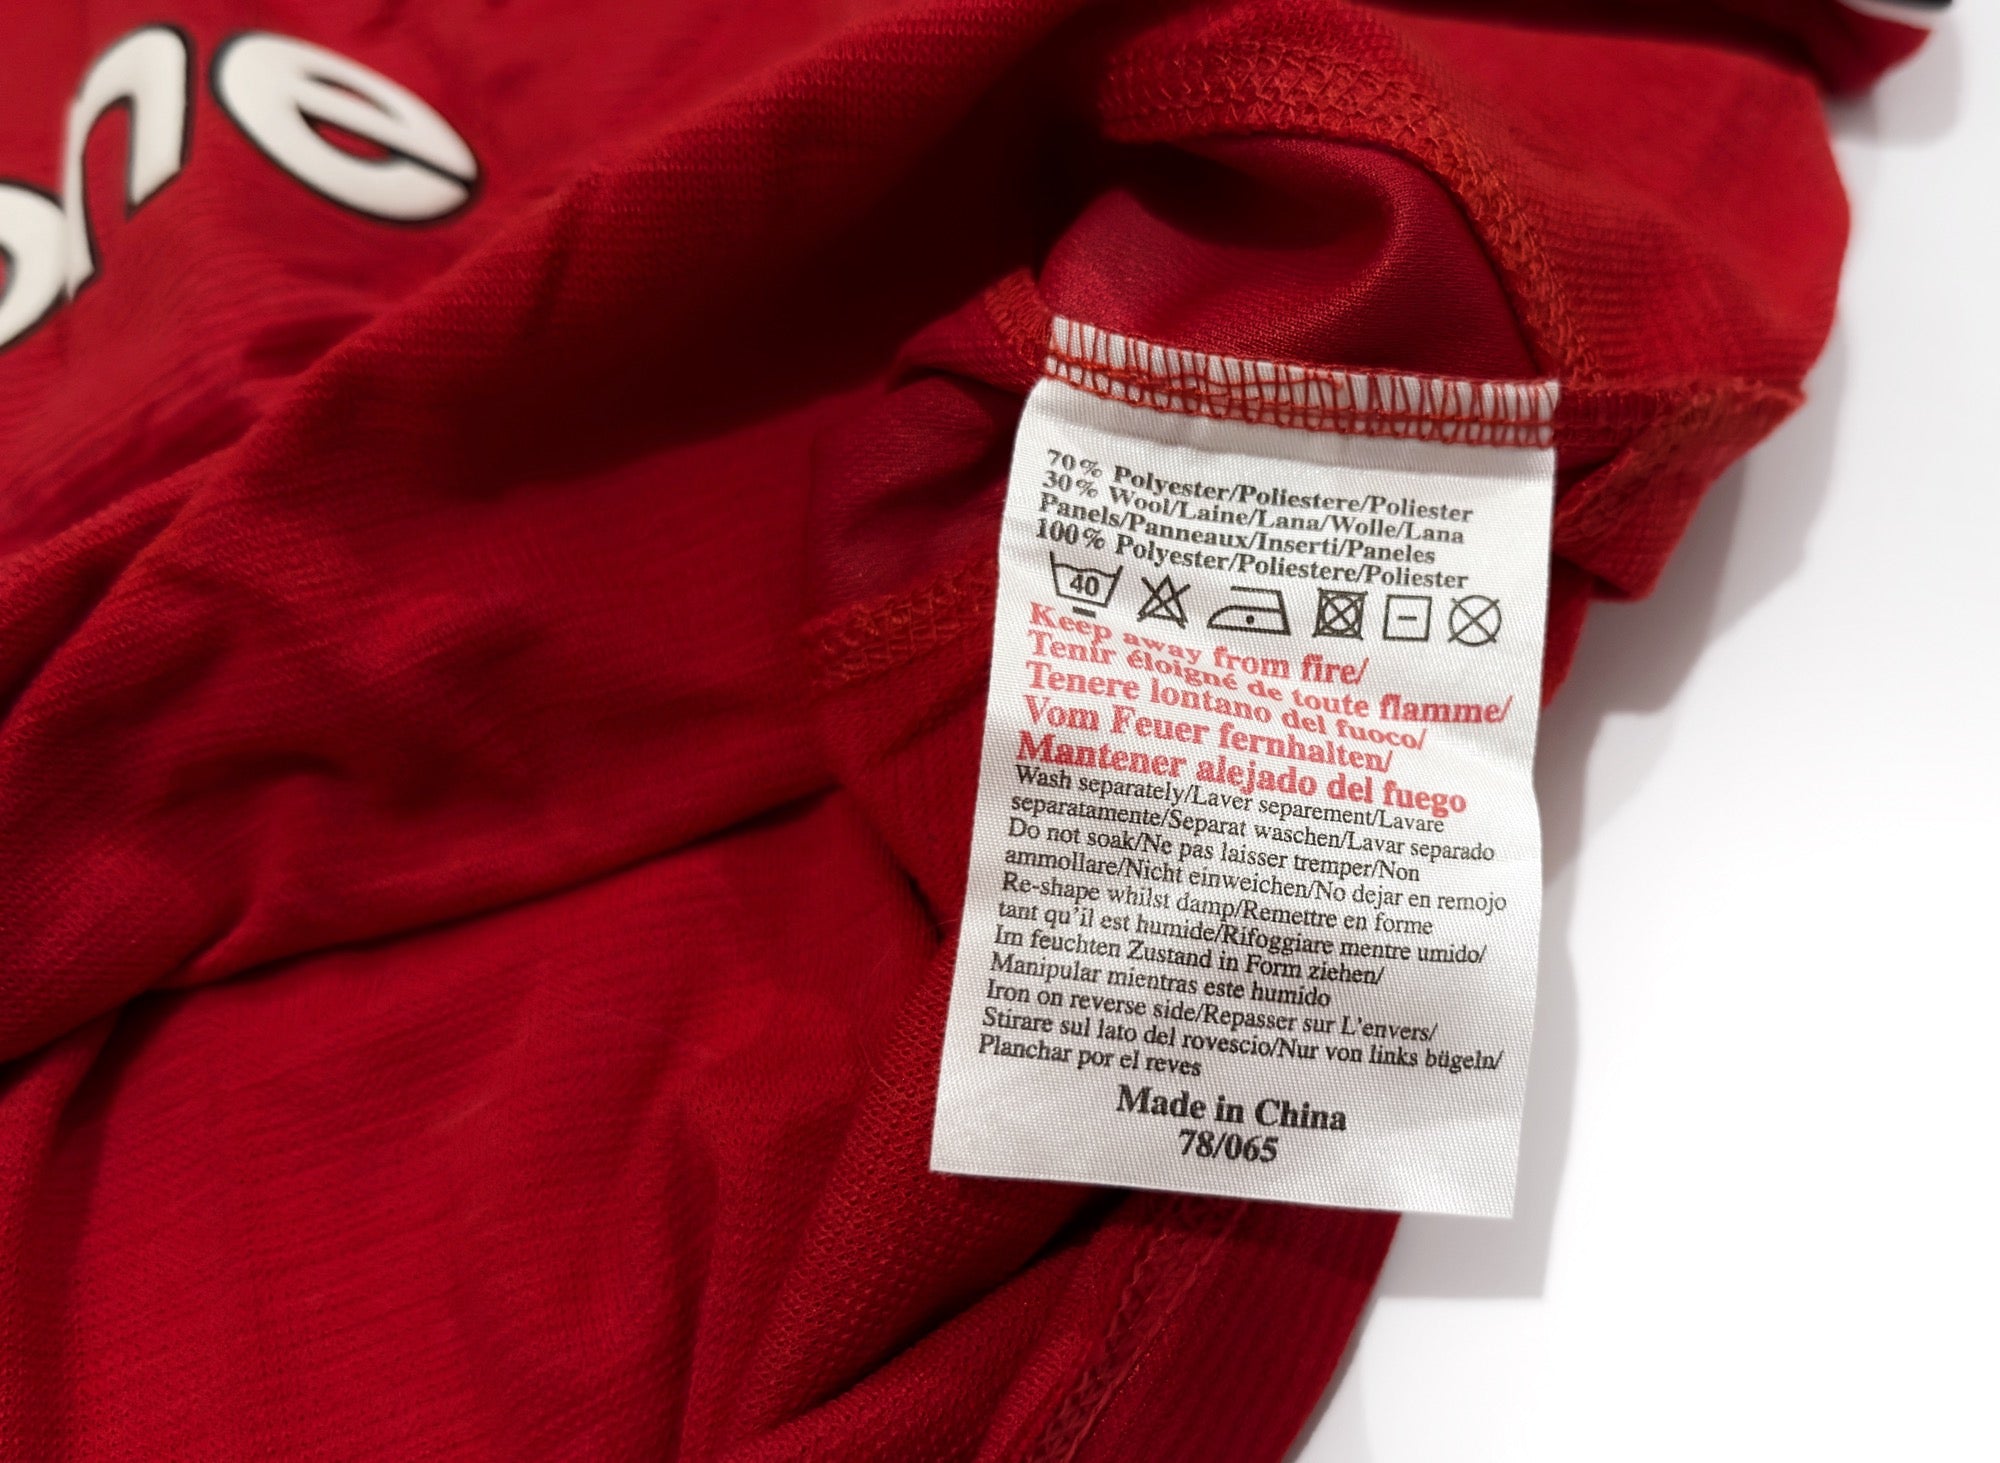 one
70% Polyester/Poliestere/Poliester
30% Wool/Laine/Lana/Wolle/Lana
Panels/Panneaux/Inserti/Paneles
100% Polyester/Poliestere/Poliester
40
Keep away from fire/
Tenir éloigné de toute flamme/
Tenere lontano del fuoco/
Vom Feuer fernhalten/
Mantener alejado del fuego
Wash separately/Laver separement/Lavare
separatamente/Separat waschen/Lavar separado
Do not soak/Ne pas laisser tremper/Non
ammollare/Nicht einweichen/No dejar en remojo
Re-shape whilst damp/Remettre en forme
tant qu'il est humide/Rifoggiare mentre umido/
Im feuchten Zustand in Form ziehen/
Manipular mientras este humido
Iron on reverse side/Repasser sur L'envers/
Stirare sul lato del rovescio/Nur von links bügeln/
Planchar por el reves
Made in China
78/065